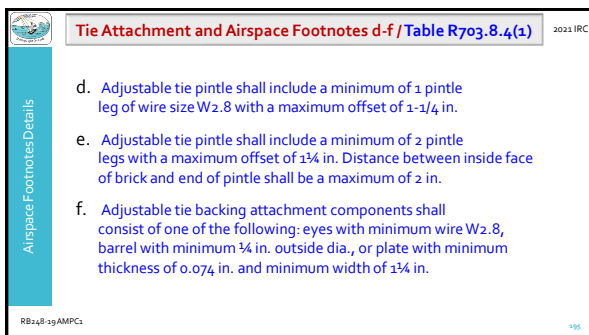 Tie Attachment and Airspace Footnotes d-f / Table R703.8.4(1)
2021 IRC
Airspace Footnotes Details
d. Adjustable tie pintle shall include a minimum of 1 pintle
leg of wire size W2.8 with a maximum offset of 1-1/4 in.
e. Adjustable tie pintle shall include a minimum of 2 pintle
legs with a maximum offset of 1¼ in. Distance between inside face
of brick and end of pintle shall be a maximum of 2 in.
f. Adjustable tie backing attachment components shall
consist of one of the following: eyes with minimum wire W2.8,
barrel with minimum ¼ in. outside dia., or plate with minimum
thickness of 0.074 in. and minimum width of 1¼ in.
RB248-19 AMPC1
195